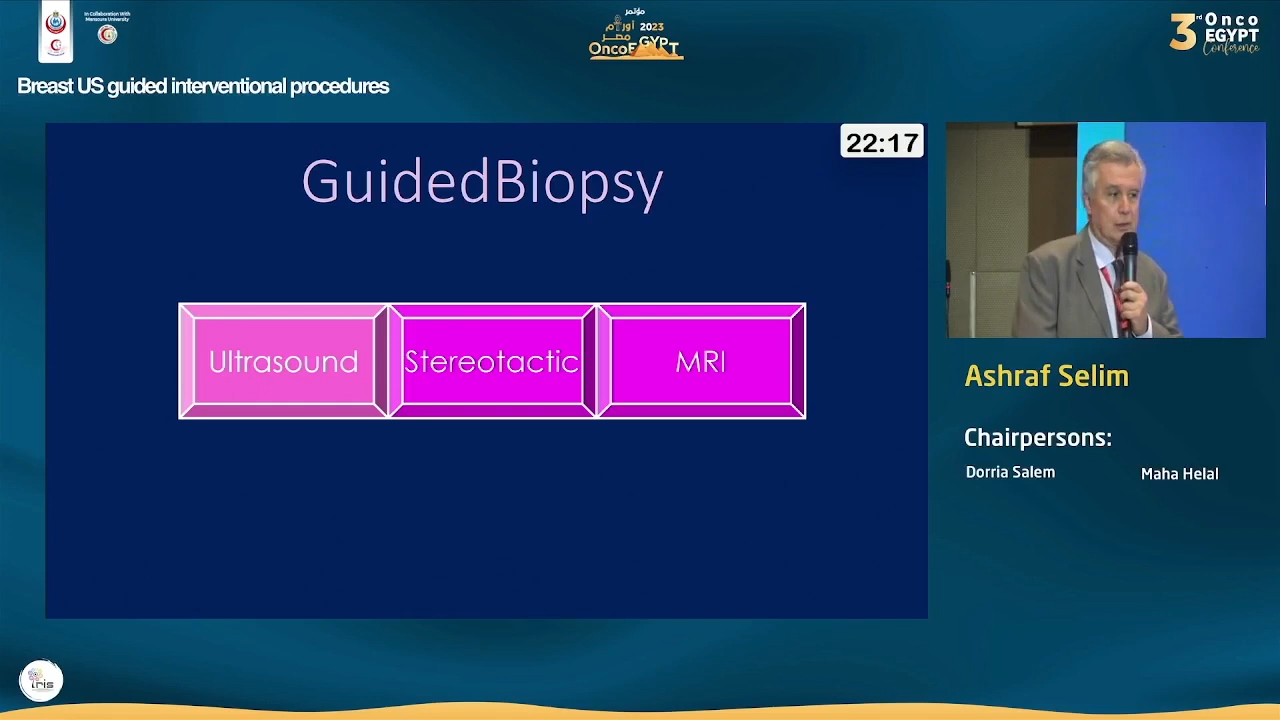 In Collaboration With
Mansoura University
مؤتمر
أورام 2023
مصر
OncoEGYPT
3rd Onco
EGYPT
Conference
Breast US guided interventional procedures
22:17
GuidedBiopsy
Ultrasound Stereotactic MRI
Ashraf Selim
Chairpersons:
Dorria Salem Maha Helal
iris